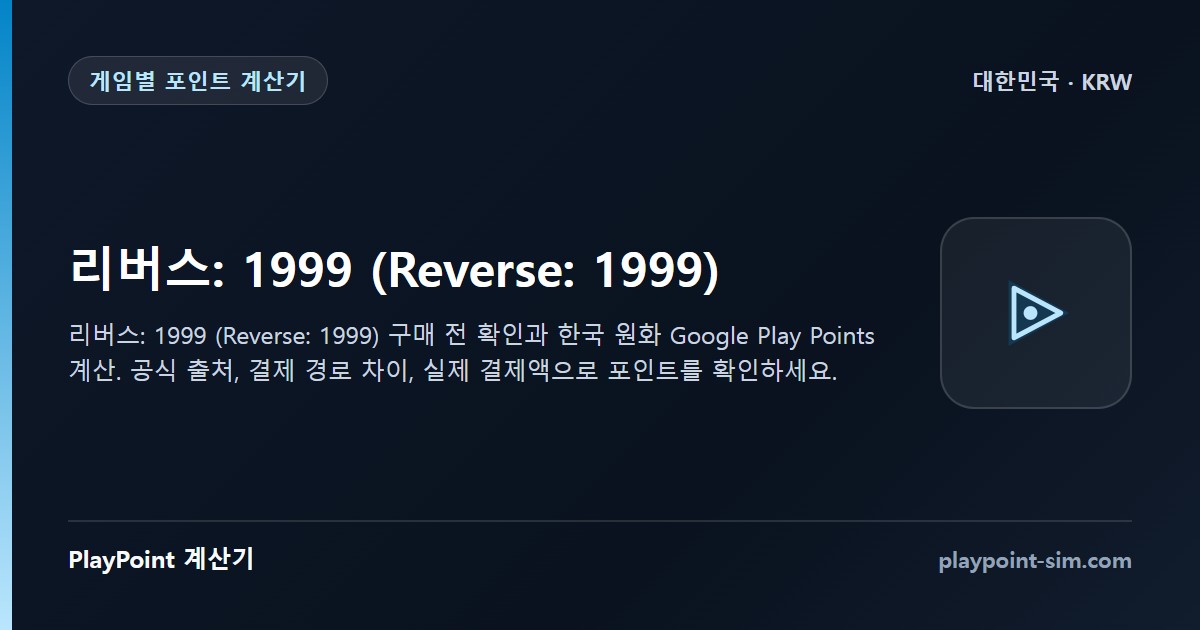 게임별 포인트 계산기
대한민국 · KRW
리버스: 1999 (Reverse: 1999)
리버스: 1999 (Reverse: 1999) 구매 전 확인과 한국 원화 Google Play Points
계산. 공식 출처, 결제 경로 차이, 실제 결제액으로 포인트를 확인하세요.
PlayPoint 계산기
playpoint-sim.com